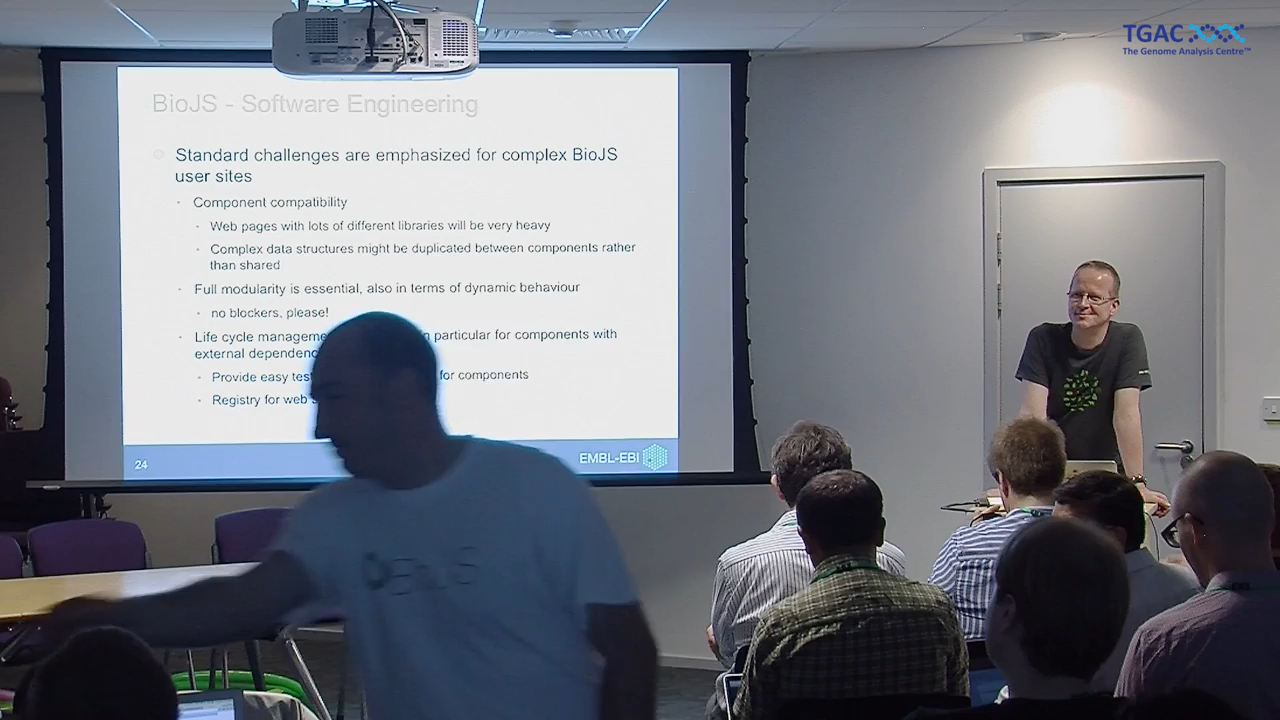 TGAC
The Genome Analysis Centre™
BioJS - Software Engineering
Standard challenges are emphasized for complex BioJS
user sites
Component compatibility
Web pages with lots of different libraries will be very heavy
Complex data structures might be duplicated between components rather
than shared
Full modularity is essential, also in terms of dynamic behaviour
no blockers, please!
Life cycle particular for components with
external
Provide easy for components
Registry for web
24
EMBL-EBI
BioJS